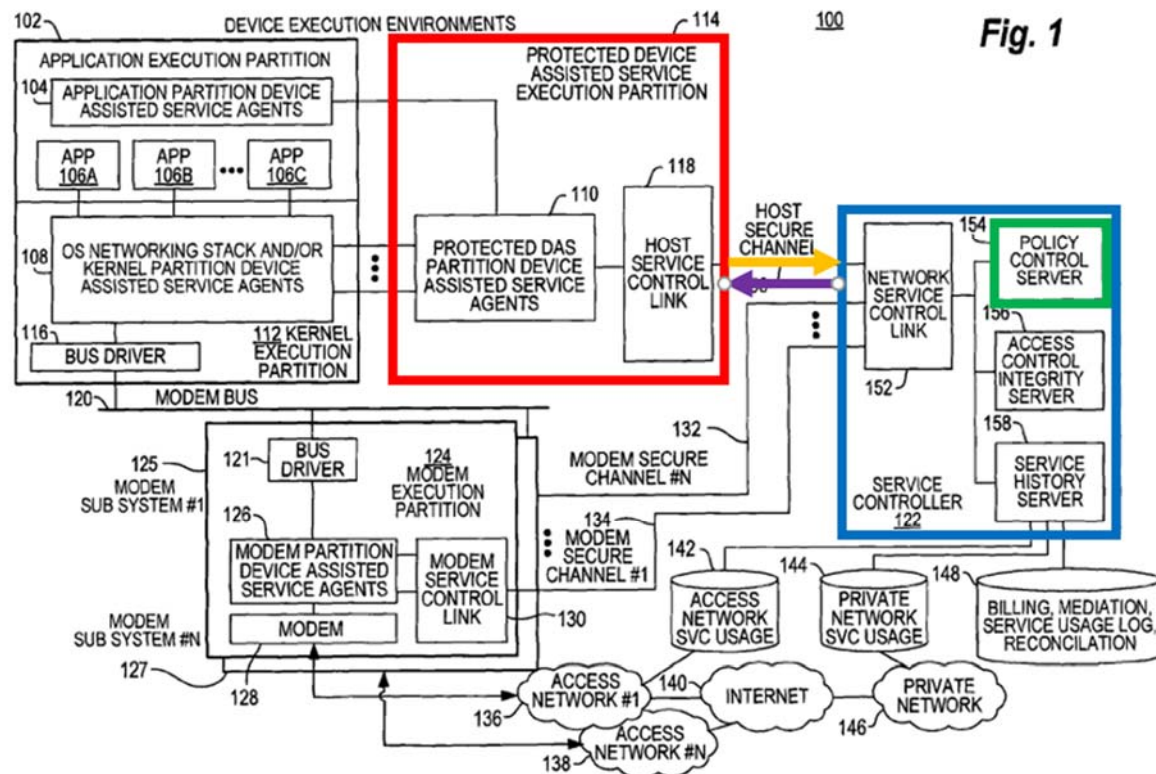 DEVICE EXECUTION ENVIRONMENTS
100
Fig. 1
102
APPLICATION EXECUTION PARTITION
104
APPLICATION PARTITION DEVICE
ASSISTED SERVICE AGENTS
APP
106A
APP
106B
APP
106C
108
OS NETWORKING STACK AND/OR
KERNEL PARTITION DEVICE
ASSISTED SERVICE AGENTS
112 KERNEL
EXECUTION
PARTITION
116
BUS DRIVER
114
PROTECTED DEVICE
ASSISTED SERVICE
EXECUTION PARTITION
110
PROTECTED DAS
PARTITION DEVICE
ASSISTED SERVICE
AGENTS
118
HOST
SERVICE
CONTROL
LINK
HOST
SECURE
CHANNEL
154
POLICY
CONTROL
SERVER
NETWORK
SERVICE
CONTROL
LINK
152
156
ACCESS
CONTROL
INTEGRITY
SERVER
158
SERVICE
HISTORY
SERVER
SERVICE
CONTROLLER
122
120
MODEM BUS
125
MODEM
SUB SYSTEM #1
121
BUS
DRIVER
124
MODEM
EXECUTION
PARTITION
126
MODEM PARTITION
DEVICE ASSISTED
SERVICE AGENTS
MODEM
SERVICE
CONTROL
LINK
130
MODEM
128
MODEM
SUB SYSTEM #N
127
132
MODEM SECURE
CHANNEL #N
134
MODEM
SECURE
CHANNEL #1
142
ACCESS
NETWORK
SVC USAGE
144
PRIVATE
NETWORK
SVC USAGE
148
BILLING, MEDIATION,
SERVICE USAGE LOG,
RECONCILATION
ACCESS
NETWORK #1
136
140
INTERNET
PRIVATE
NETWORK
146
ACCESS
NETWORK #N
138